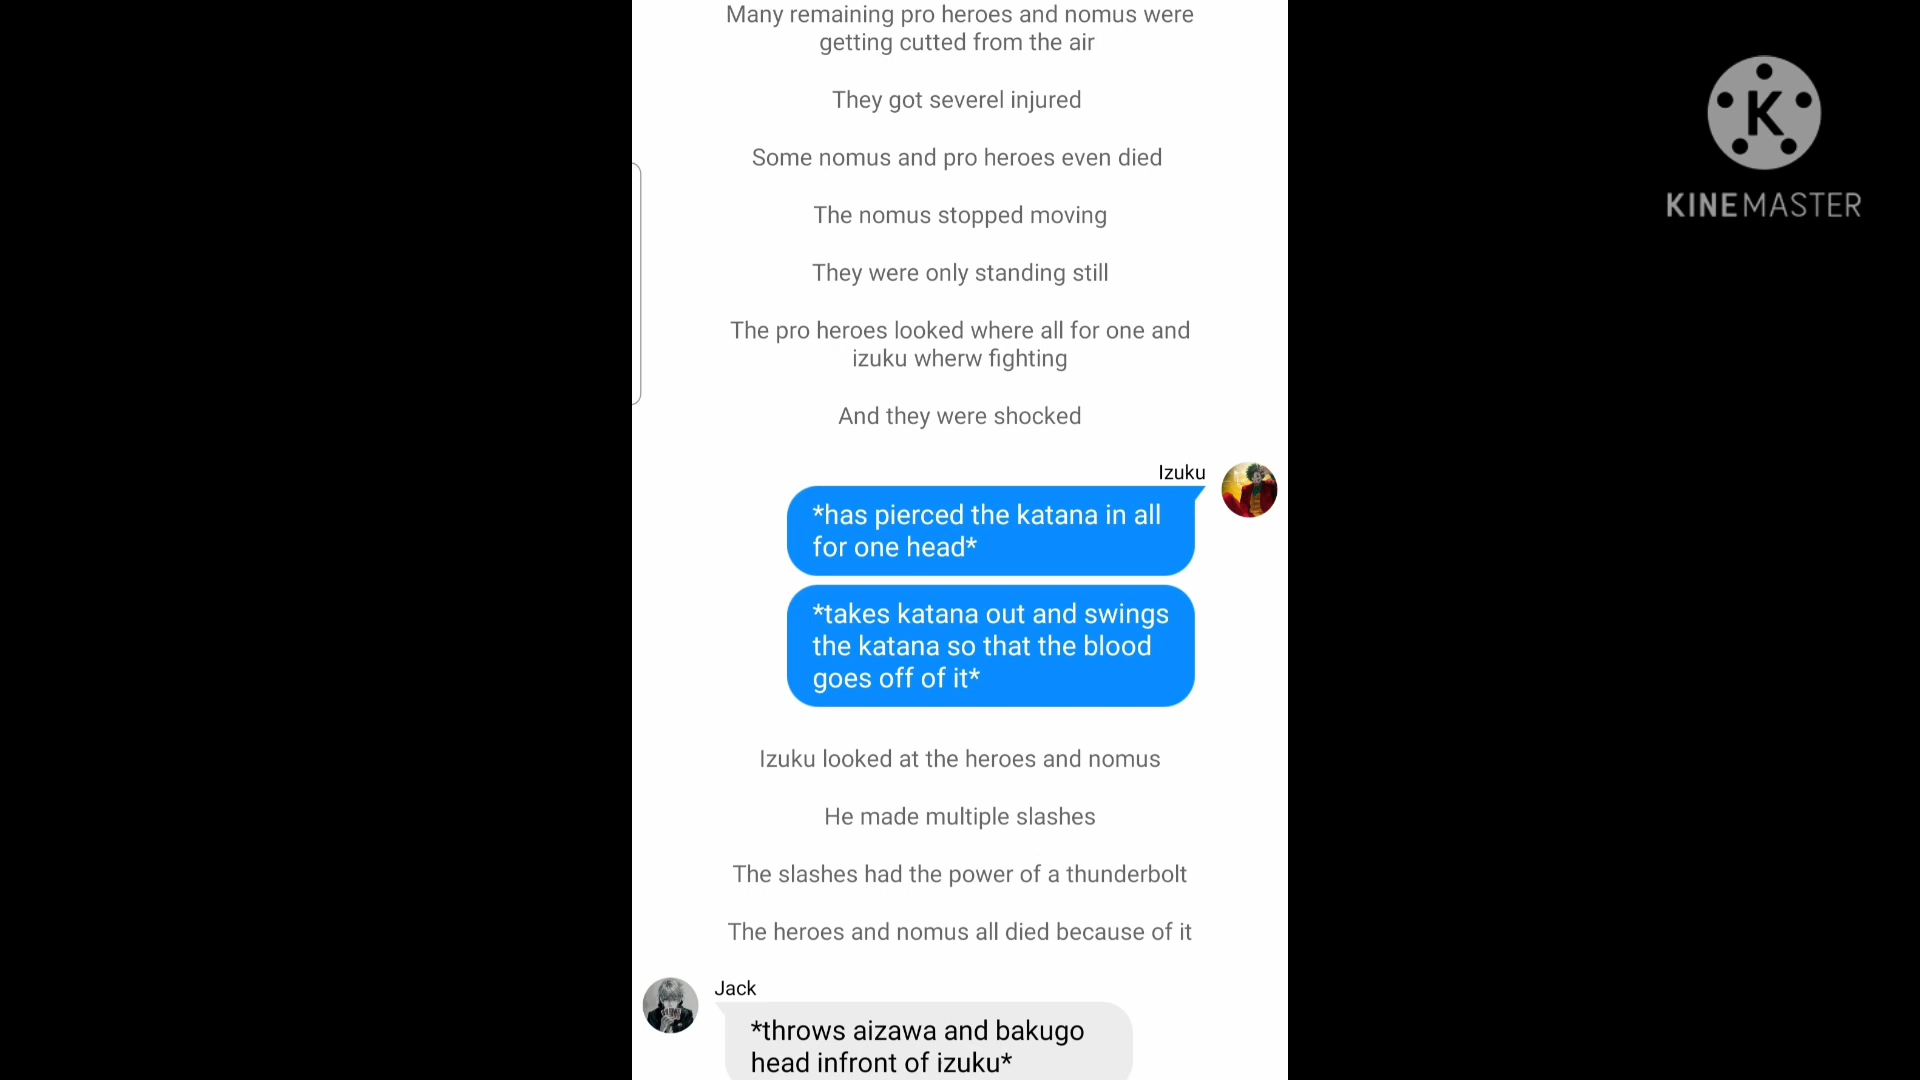 Many remaining pro heroes and nomus were
getting cutted from the air
They got severel injured
Some nomus and pro heroes even died
The nomus stopped moving
They were only standing still
The pro heroes looked where all for one and
izuku wherw fighting
And they were shocked
Izuku
*has pierced the katana in all
for one head*
*takes katana out and swings
the katana so that the blood
goes off of it*
Izuku looked at the heroes and nomus
He made multiple slashes
The slashes had the power of a thunderbolt
The heroes and nomus all died because of it
Jack
*throws aizawa and bakugo
head infront of izuku*
K
KINEMASTER